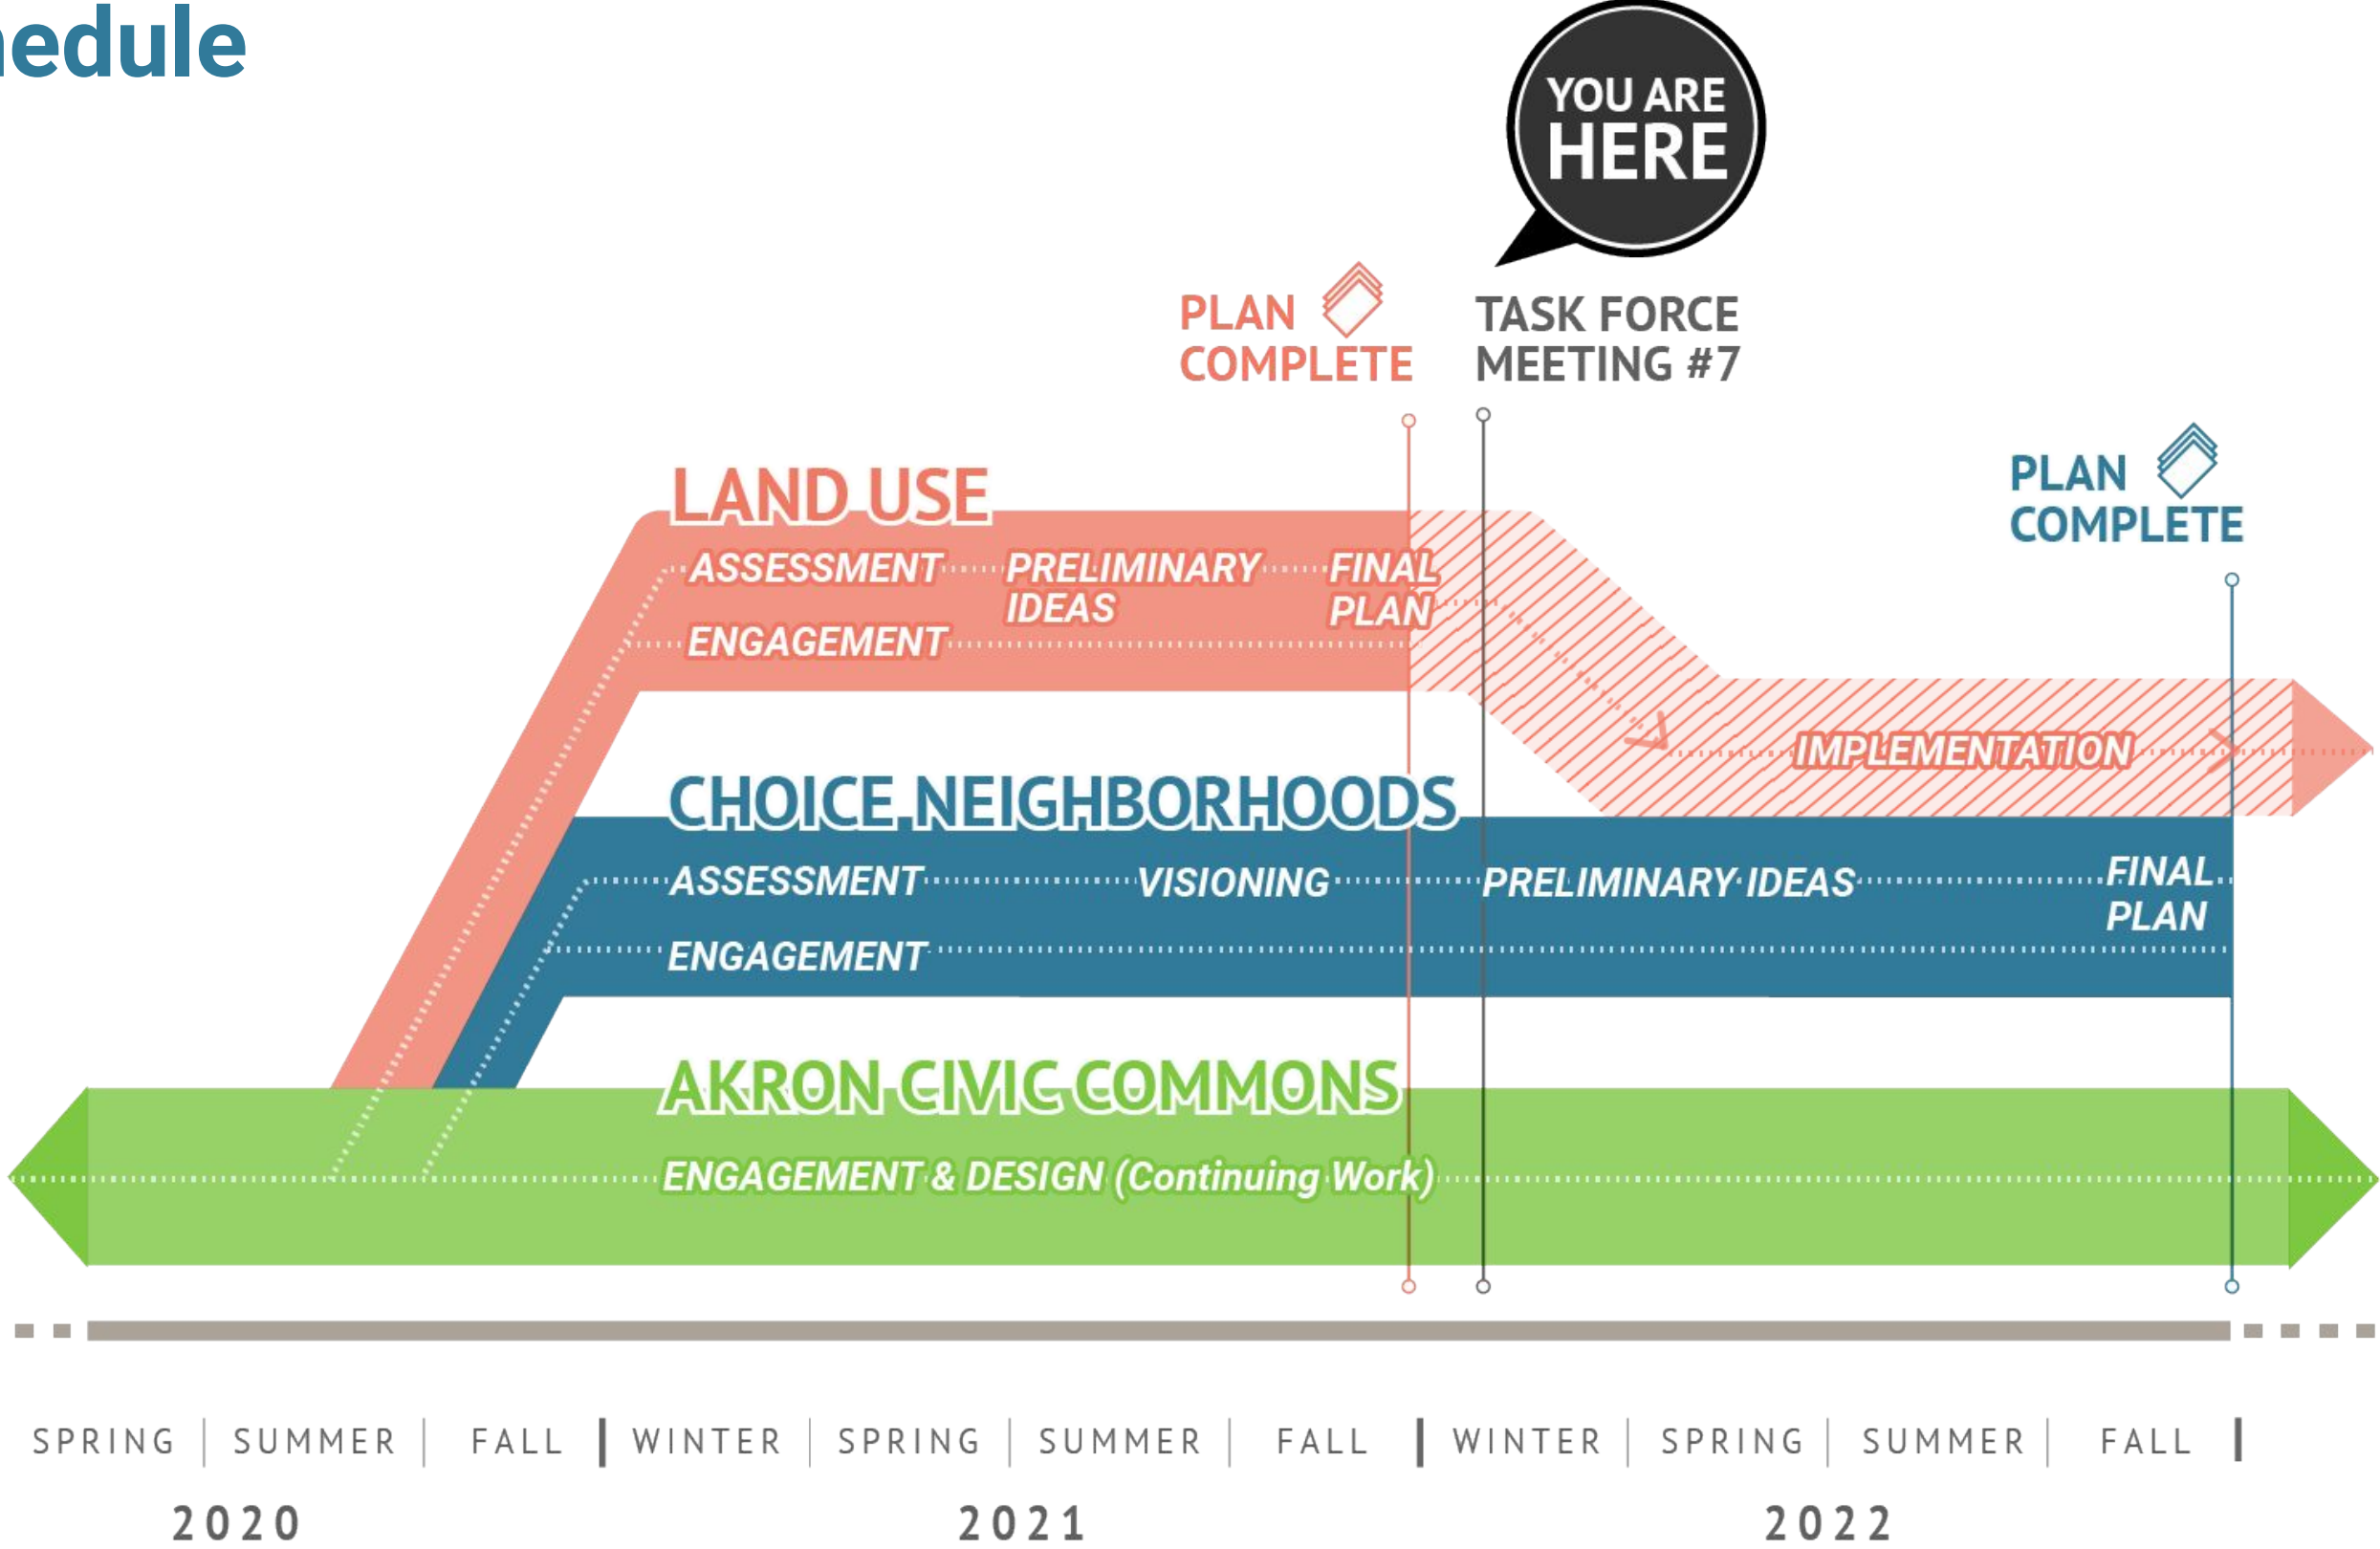 hedule
YOU ARE
HERE
PLAN
COMPLETE
TASK FORCE
MEETING #7
PLAN
COMPLETE
LAND USE
ASSESSMENT PRELIMINARY IDEAS FINAL PLAN
ENGAGEMENT
IMPLEMENTATION
CHOICE NEIGHBORHOODS
ASSESSMENT VISIONING PRELIMINARY IDEAS FINAL PLAN
ENGAGEMENT
AKRON CIVIC COMMONS
ENGAGEMENT & DESIGN (Continuing Work)
SPRING SUMMER FALL WINTER SPRING SUMMER FALL WINTER SPRING SUMMER FALL
2020 2021 2022